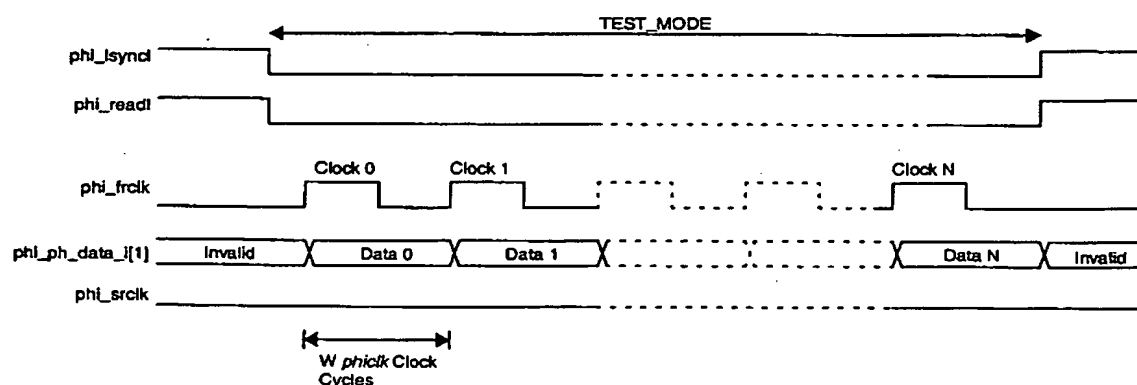 TEST_MODE
phi_lsyncl
phi_readl
Clock 0
Clock 1
Clock N
phi_frclk
phi_ph_data_i[1]
Invalid
Data 0
Data 1
Data N
Invalid
phi_srclk
W phiclk Clock
Cycles